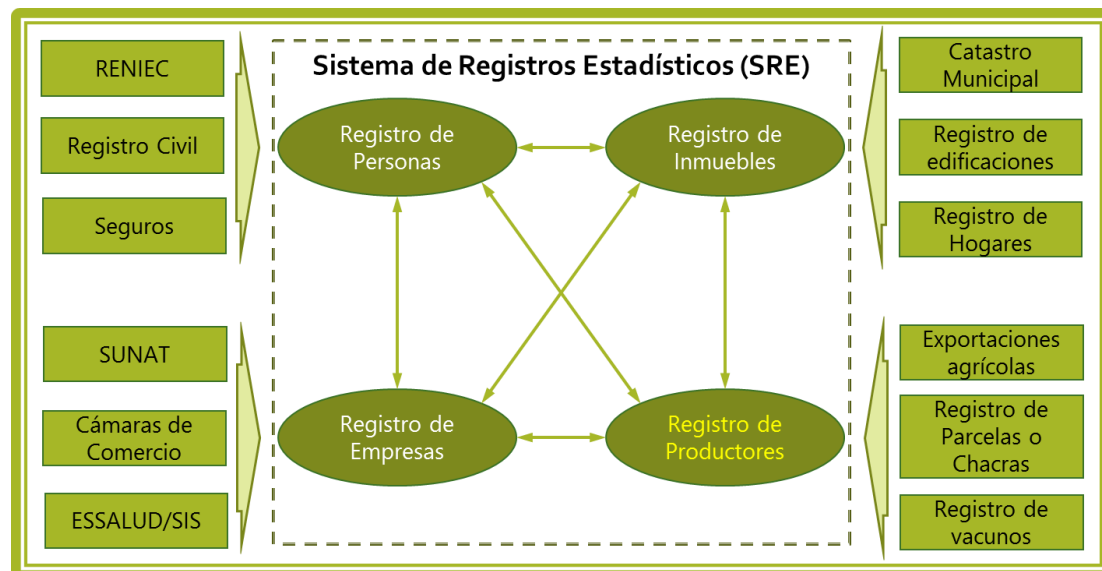 Sistema de Registros Estadísticos (SRE)
RENIEC
Registro Civil
Seguros
SUNAT
Cámaras de
Comercio
ESSALUD/SIS
Registro de
Personas
Registro de
Inmuebles
Registro de
Empresas
Registro de
Productores
Catastro
Municipal
Registro de
edificaciones
Registro de
Hogares
Exportaciones
agrícolas
Registro de
Parcelas o
Chacras
Registro de
vacunos